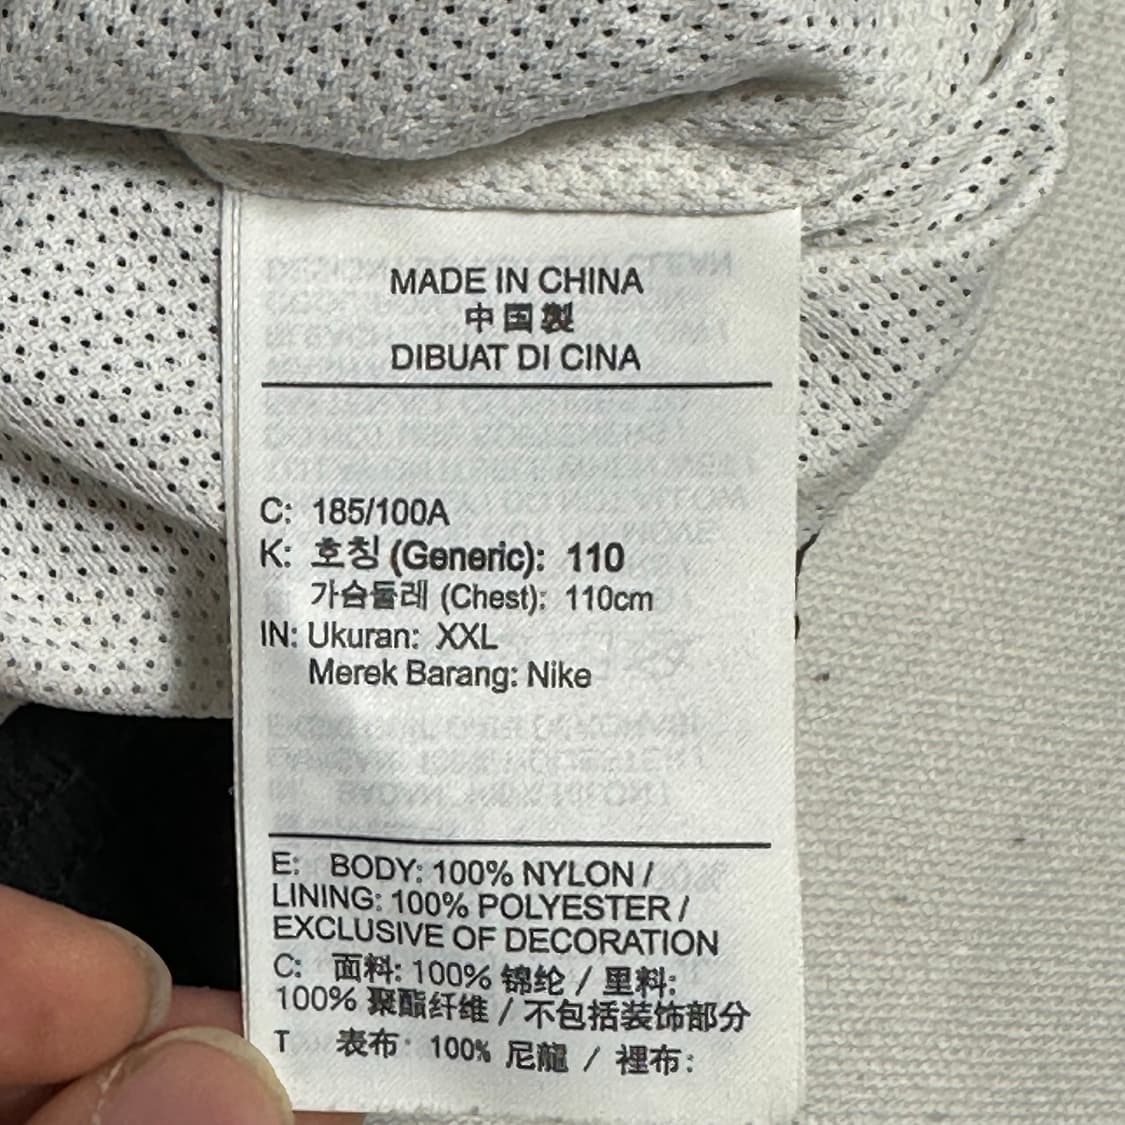 MADE IN CHINA
中国製
DIBUAT DI CINA
C: 185/100A
K: 호칭 (Generic): 110
가슴둘레 (Chest): 110cm
IN: Ukuran: XXL
Merek Barang: Nike
E: BODY: 100% NYLON /
LINING: 100% POLYESTER /
EXCLUSIVE OF DECORATION
C: 面料: 100% 锦纶 / 里料:
100% 聚酯纤维 / 不包括装饰部分
T 表布: 100% 尼龍 / 裡布: